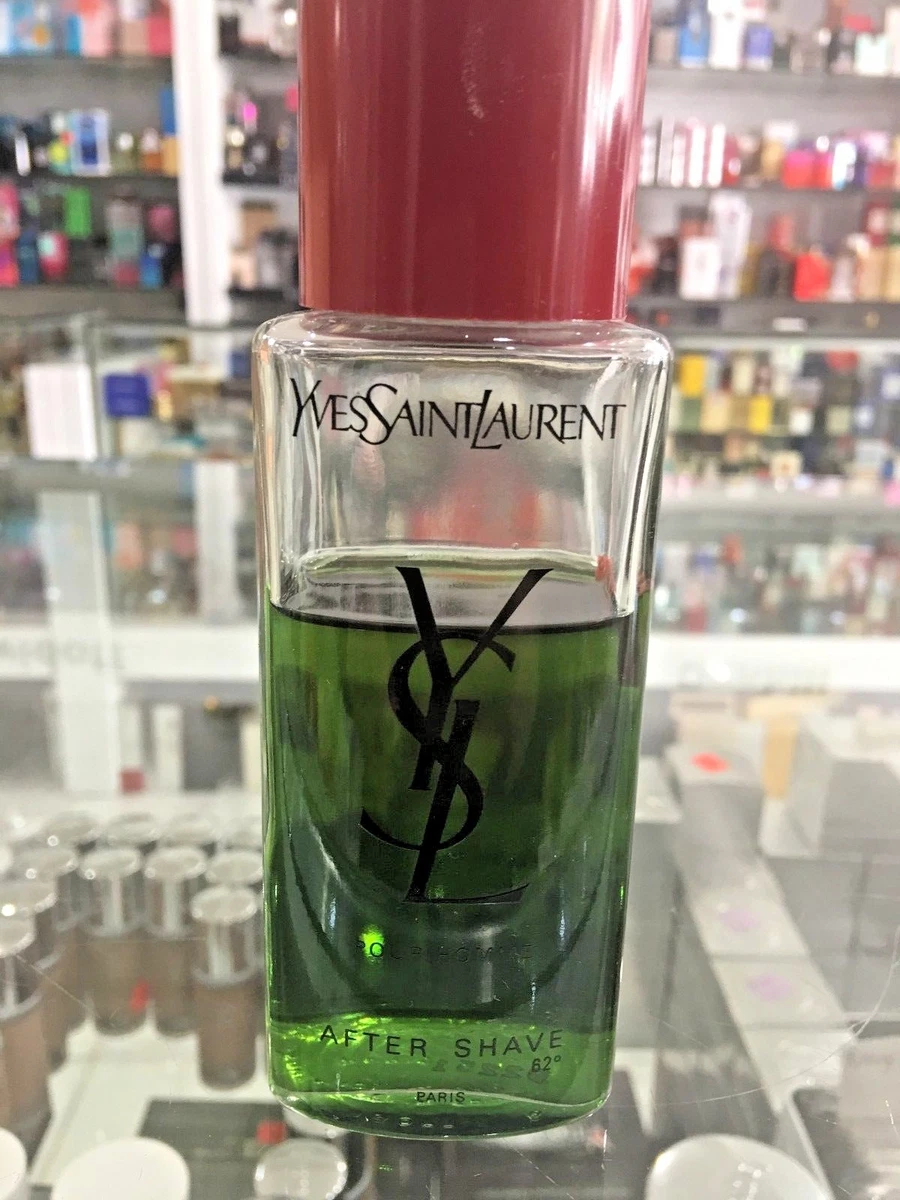 YVESSAINTLAURENT
YSL
POUR HOMME
AFTER SHAVE
62°
PARIS